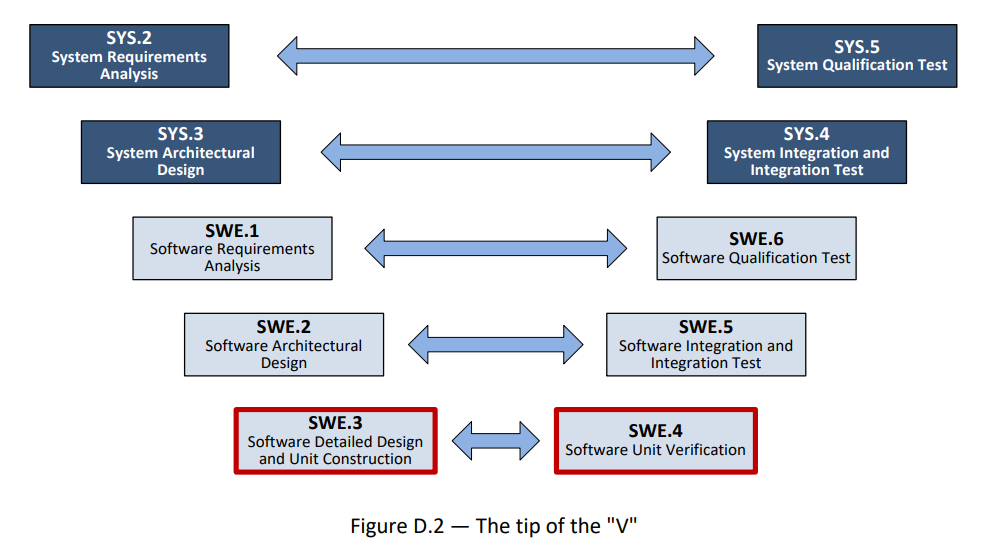 SYS.2
System Requirements
Analysis
SYS.5
System Qualification Test
SYS.3
System Architectural
Design
SYS.4
System Integration and
Integration Test
SWE.1
Software Requirements
Analysis
SWE.6
Software Qualification Test
SWE.2
Software Architectural
Design
SWE.5
Software Integration and
Integration Test
SWE.3
Software Detailed Design
and Unit Construction
SWE.4
Software Unit Verification
Figure D.2 — The tip of the "V"